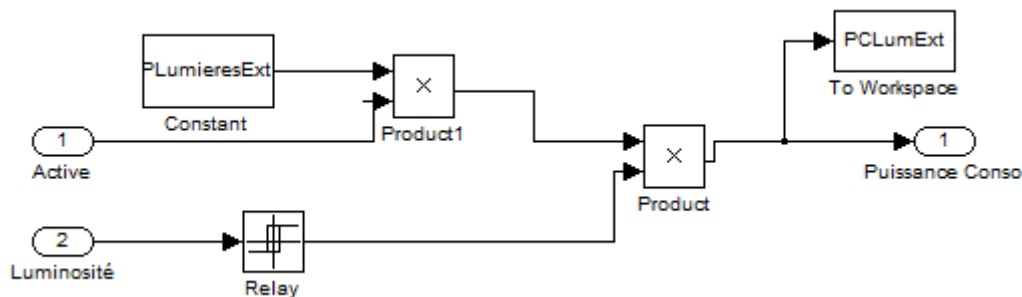 PCLumExt
To Workspace
PLumieresExt
Constant
×
Product1
1
Active
×
Product
1
Puissance Conso
2
Luminosité
Relay